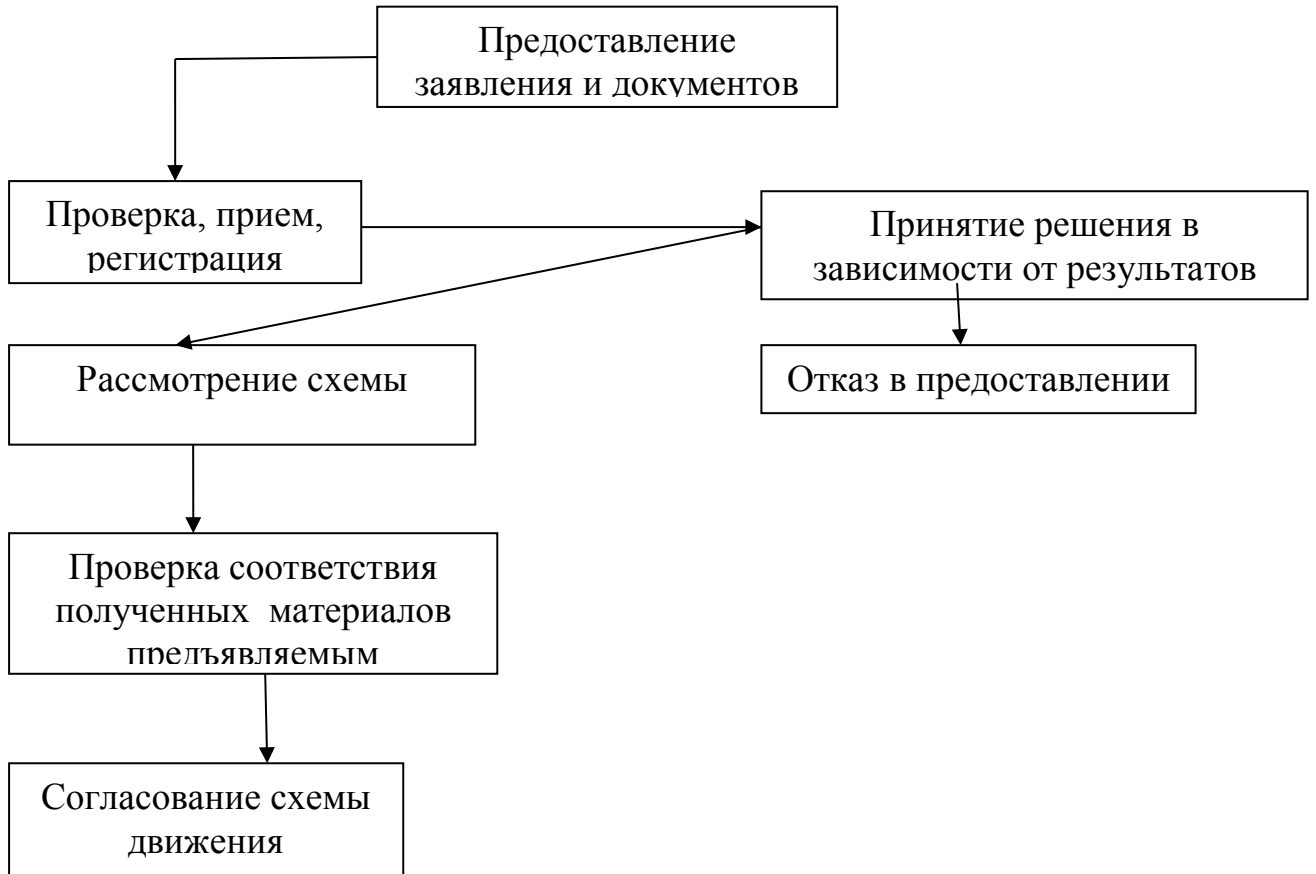 Предоставление
заявления и документов
Проверка, прием,
регистрация
Принятие решения в
зависимости от результатов
Рассмотрение схемы
Отказ в предоставлении
Проверка соответствия
полученных материалов
предъявляемым
Согласование схемы
движения